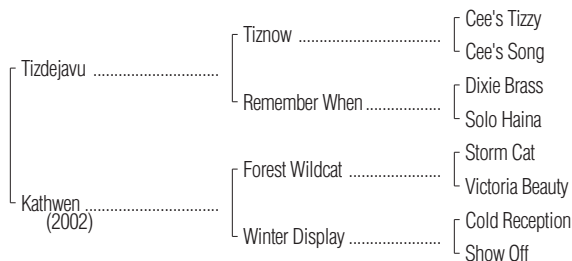 Cee's Tizzy
Tiznow ................................
Cee's Song
Tizdejavu ............................
Dixie Brass
Remember When .................
Solo Haina
Storm Cat
Forest Wildcat ....................
Victoria Beauty
Kathwen ..............................
(2002)
Cold Reception
Winter Display .....................
Show Off